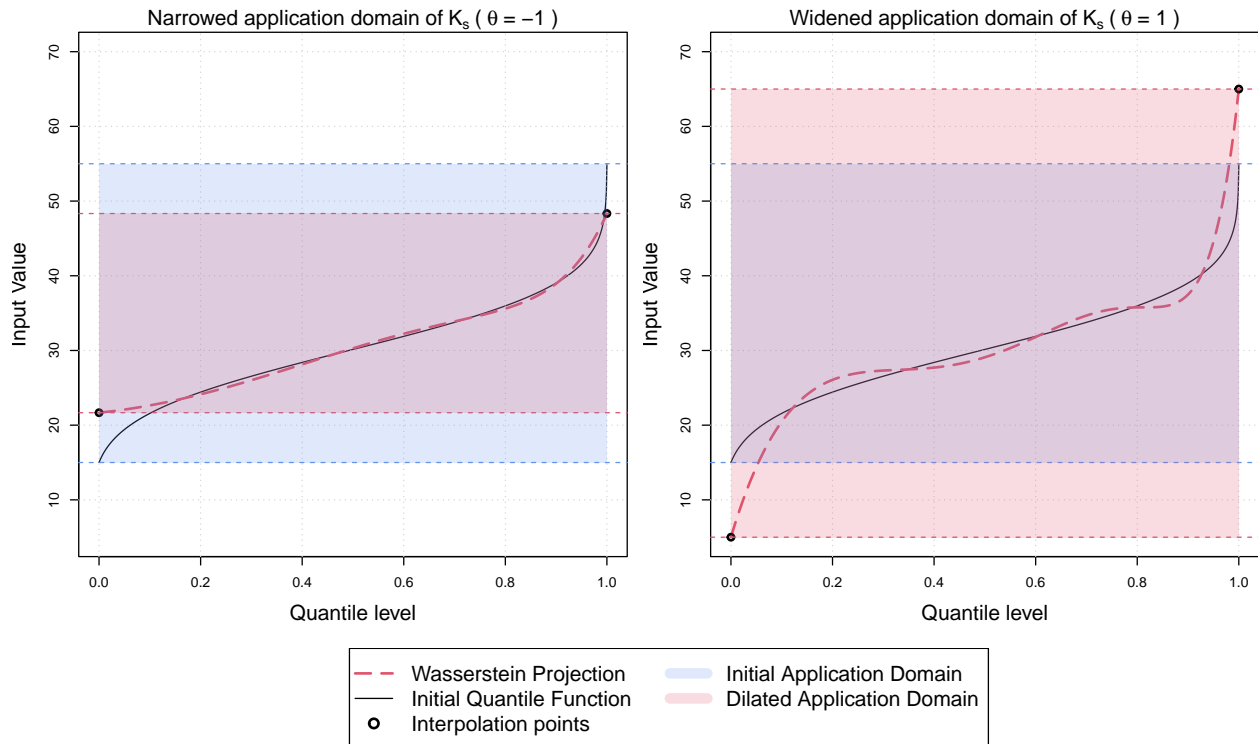 Narrowed application domain of Ks ( θ = −1 )
Input Value
70
60
50
40
30
20
10
0.0 0.2 0.4 0.6 0.8 1.0
Quantile level
Widened application domain of Ks ( θ = 1 )
Input Value
70
60
50
40
30
20
10
0.0 0.2 0.4 0.6 0.8 1.0
Quantile level
Wasserstein Projection
Initial Quantile Function
Interpolation points
Initial Application Domain
Dilated Application Domain